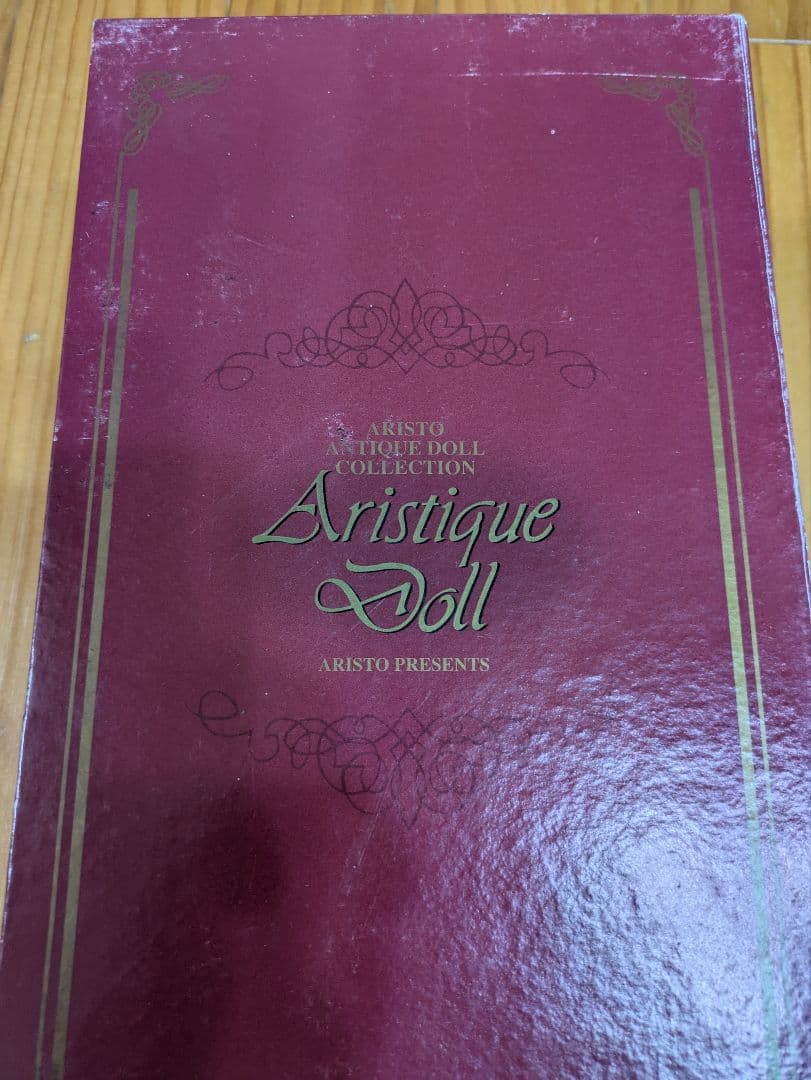 ARISTO
ANTIQUE DOLL
COLLECTION
Aristique
Doll
ARISTO PRESENTS